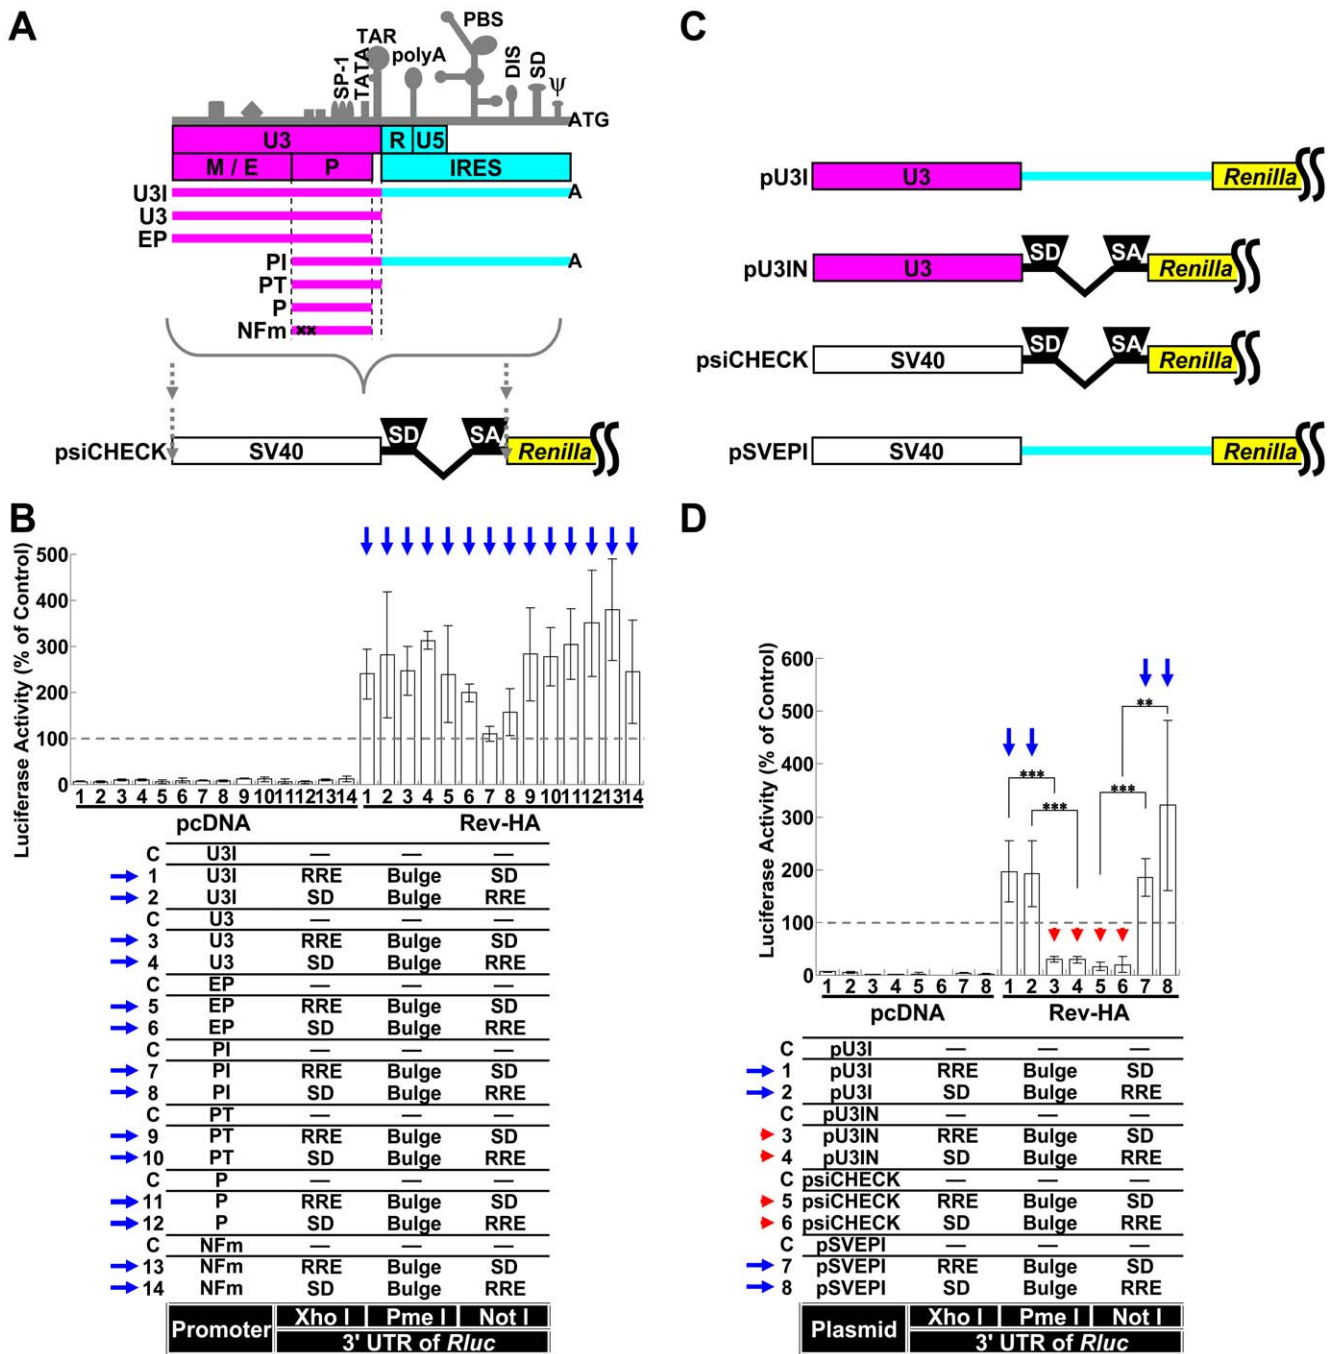 A
TAR
PBS
SP-1
TATA
polyA
DIS
SD
Ψ
ATG
U3
R
U5
M / E
P
IRES
U3I
A
U3
EP
PI
A
PT
P
NFm
xx
psiCHECK
SV40
SD
SA
Renilla
B
Luciferase Activity (% of Control)
500
400
300
200
100
0
1 2 3 4 5 6 7 8 9 10 11 12 13 14 1 2 3 4 5 6 7 8 9 10 11 12 13 14
pcDNA Rev-HA
C U3I — — —
1 U3I RRE Bulge SD
2 U3I SD Bulge RRE
C U3 — — —
3 U3 RRE Bulge SD
4 U3 SD Bulge RRE
C EP — — —
5 EP RRE Bulge SD
6 EP SD Bulge RRE
C PI — — —
7 PI RRE Bulge SD
8 PI SD Bulge RRE
C PT — — —
9 PT RRE Bulge SD
10 PT SD Bulge RRE
C P — — —
11 P RRE Bulge SD
12 P SD Bulge RRE
C NFm — — —
13 NFm RRE Bulge SD
14 NFm SD Bulge RRE
Promoter Xho I Pme I Not I
3' UTR of Rluc
C
pU3I U3 Renilla
pU3IN U3 SD SA Renilla
psiCHECK SV40 SD SA Renilla
pSVEPI SV40 Renilla
D
Luciferase Activity (% of Control)
600
500
400
300
200
100
0
**
***
***
***
1 2 3 4 5 6 7 8 1 2 3 4 5 6 7 8
pcDNA Rev-HA
C pU3I — — —
1 pU3I RRE Bulge SD
2 pU3I SD Bulge RRE
C pU3IN — — —
3 pU3IN RRE Bulge SD
4 pU3IN SD Bulge RRE
C psiCHECK — — —
5 psiCHECK RRE Bulge SD
6 psiCHECK SD Bulge RRE
C pSVEPI — — —
7 pSVEPI RRE Bulge SD
8 pSVEPI SD Bulge RRE
Plasmid Xho I Pme I Not I
3' UTR of Rluc